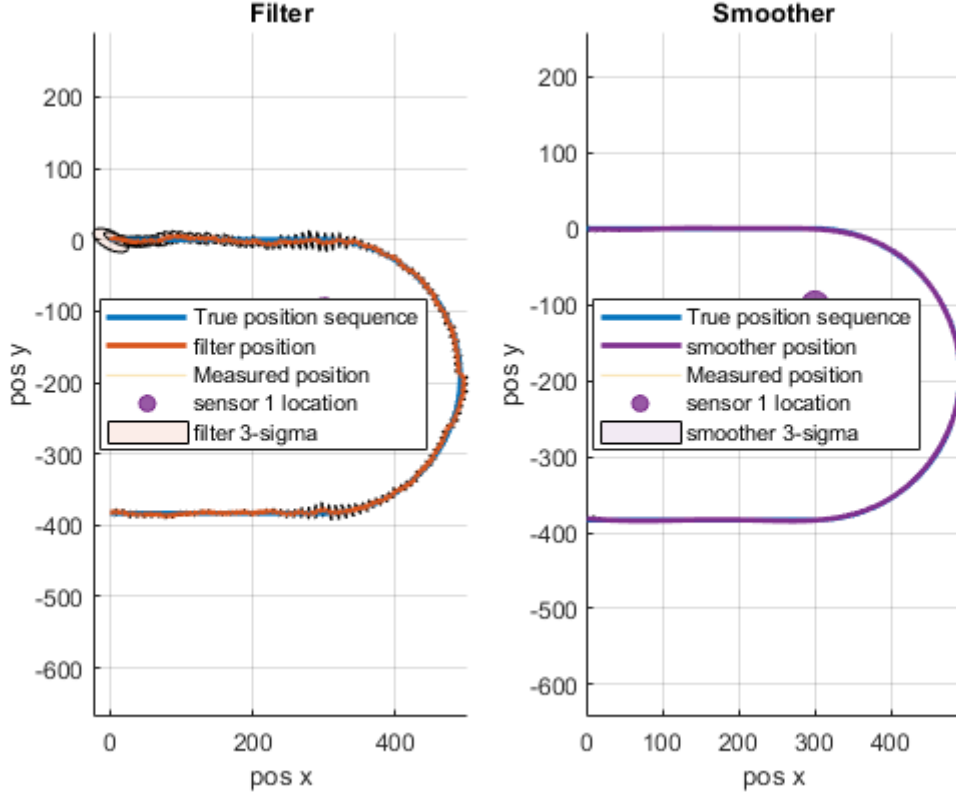 Filter
200
100
0
-100
-200
-300
-400
-500
-600
pos y
0
200
400
pos x
True position sequence
filter position
Measured position
sensor 1 location
filter 3-sigma
Smoother
200
100
0
-100
-200
-300
-400
-500
-600
pos y
0
100
200
300
400
pos x
True position sequence
smoother position
Measured position
sensor 1 location
smoother 3-sigma